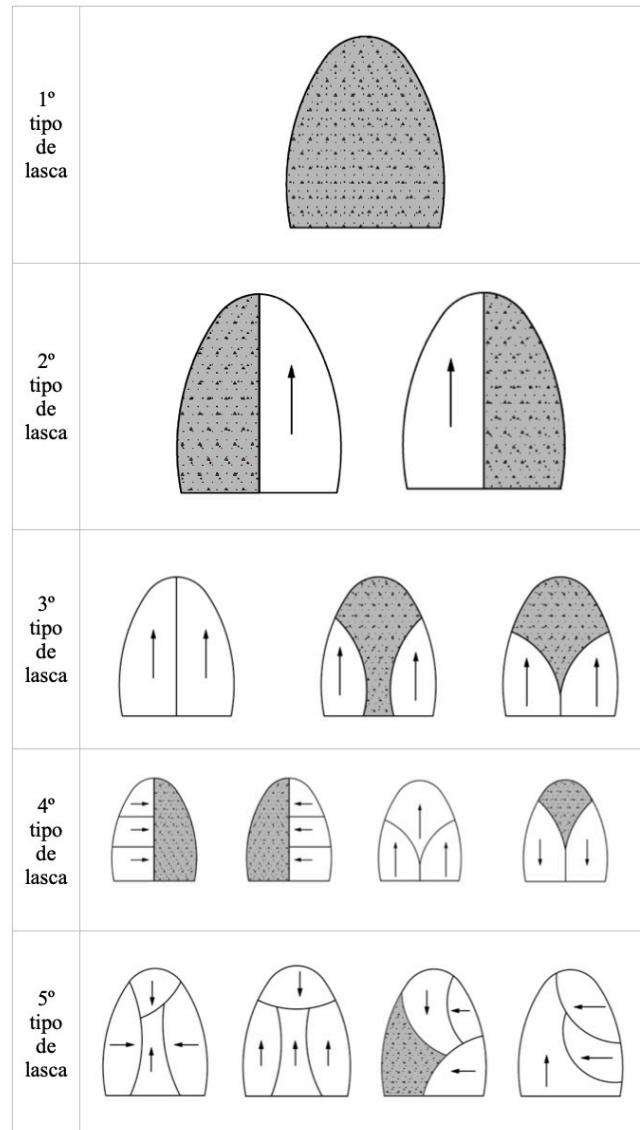 1º
tipo
de
lasca
2º
tipo
de
lasca
3º
tipo
de
lasca
4º
tipo
de
lasca
5º
tipo
de
lasca